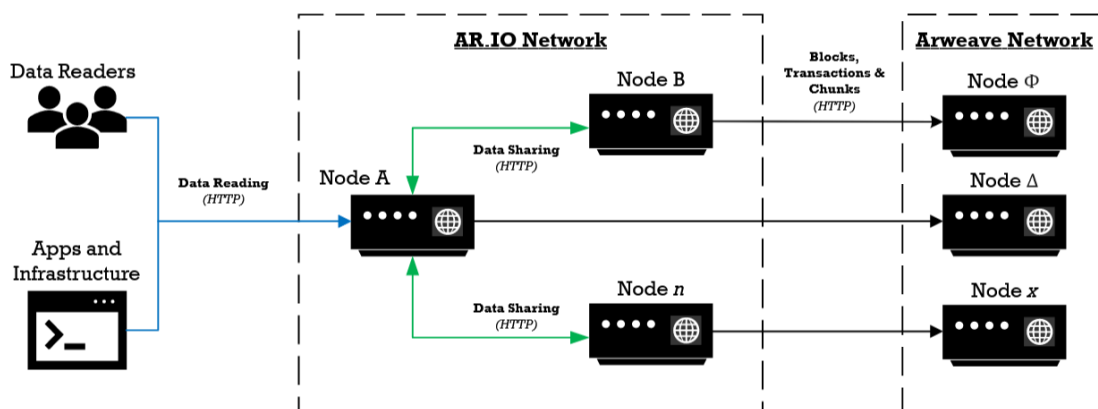 AR.IO Network
Arweave Network
Data Readers
Blocks,
Transactions &
Chunks
(HTTP)
Node B
Node Φ
Data Sharing
(HTTP)
Node A
Node Δ
Data Reading
(HTTP)
Apps and
Infrastructure
Node n
Node x
Data Sharing
(HTTP)